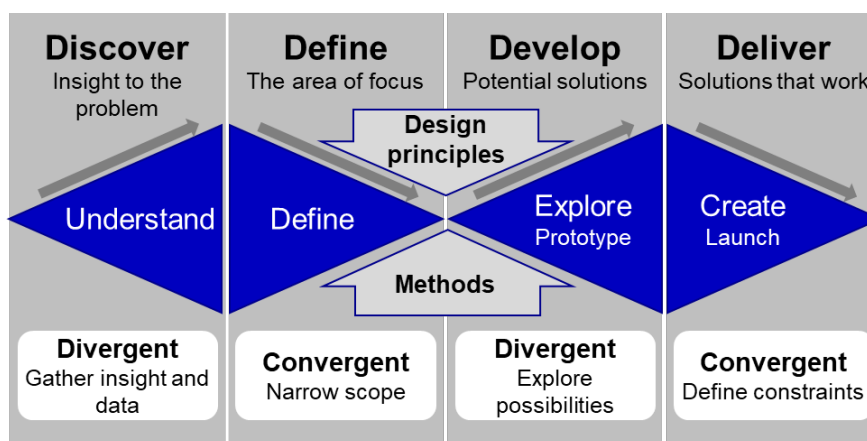 Discover
Insight to the
problem
Define
The area of focus
Develop
Potential solutions
Deliver
Solutions that work
Design
principles
Understand
Define
Explore
Prototype
Create
Launch
Methods
Divergent
Gather insight and
data
Convergent
Narrow scope
Divergent
Explore
possibilities
Convergent
Define constraints